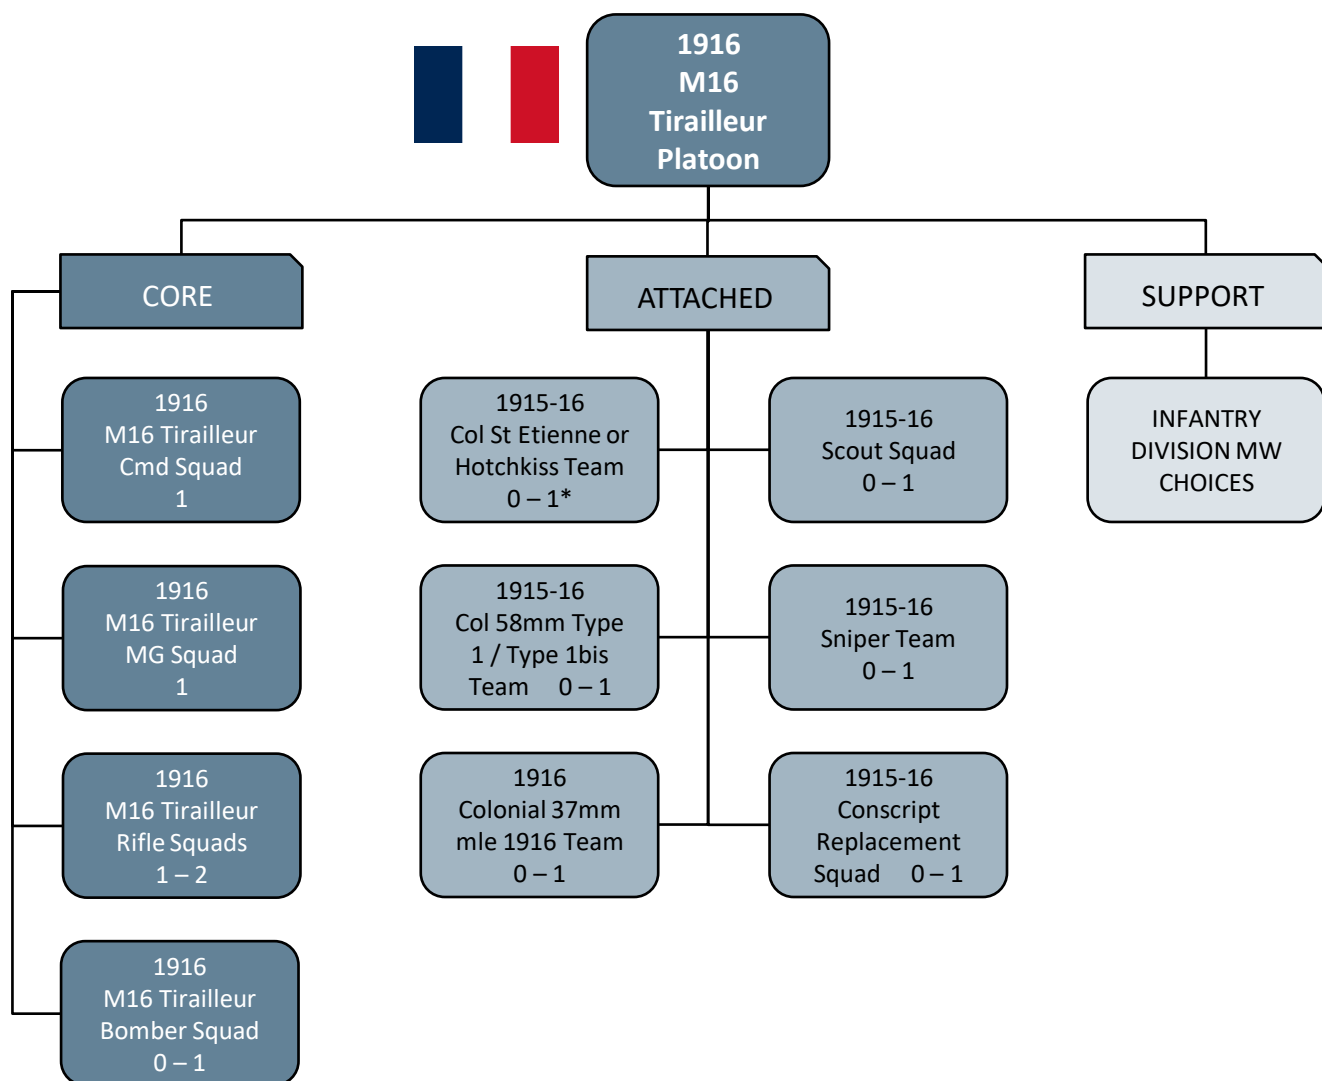 1916
M16
Tirailleur
Platoon
CORE
ATTACHED
SUPPORT
1916
M16 Tirailleur
Cmd Squad
1
1916
M16 Tirailleur
MG Squad
1
1916
M16 Tirailleur
Rifle Squads
1 – 2
1916
M16 Tirailleur
Bomber Squad
0 – 1
1915-16
Col St Etienne or
Hotchkiss Team
0 – 1*
1915-16
Col 58mm Type
1 / Type 1bis
Team 0 – 1
1916
Colonial 37mm
mle 1916 Team
0 – 1
1915-16
Scout Squad
0 – 1
1915-16
Sniper Team
0 – 1
1915-16
Conscript
Replacement
Squad 0 – 1
INFANTRY
DIVISION MW
CHOICES